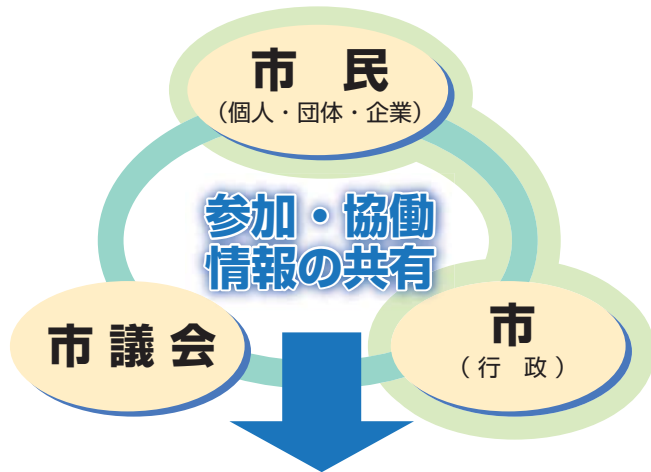 市　民
（個人・団体・企業）
参加・協働
情報の共有
市 議 会
市
（ 行　政 ）